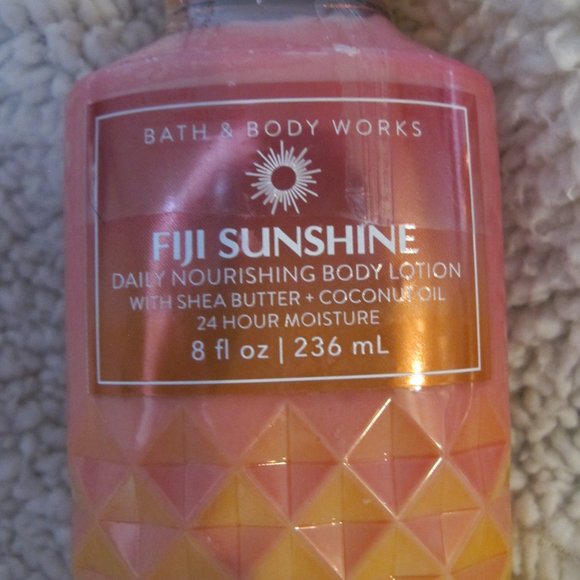 BATH & BODY WORKS
FIJI SUNSHINE
DAILY NOURISHING BODY LOTION
WITH SHEA BUTTER + COCONUT OIL
24 HOUR MOISTURE
8 fl oz | 236 mL